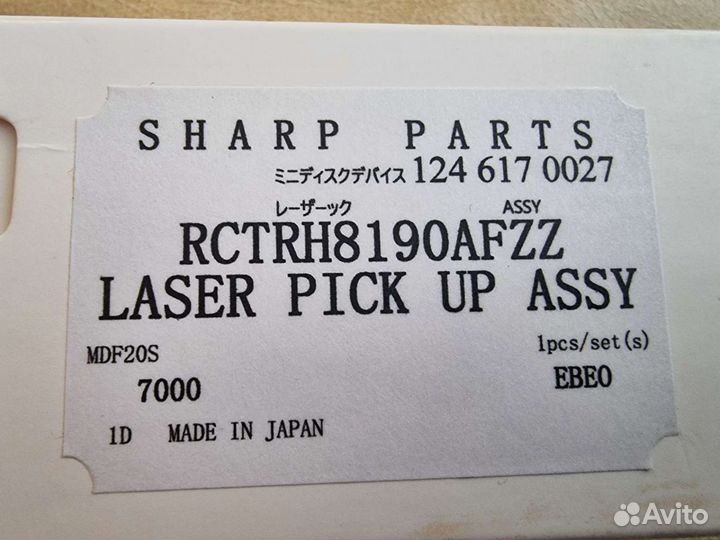 SHARP PARTS
ミニディスクデバイス 124 617 0027
レーザーック ASSY
RCTRH8190AFZZ
LASER PICK UP ASSY
MDF20S 1pcs/set(s)
7000 EBE0
1D MADE IN JAPAN
Avito